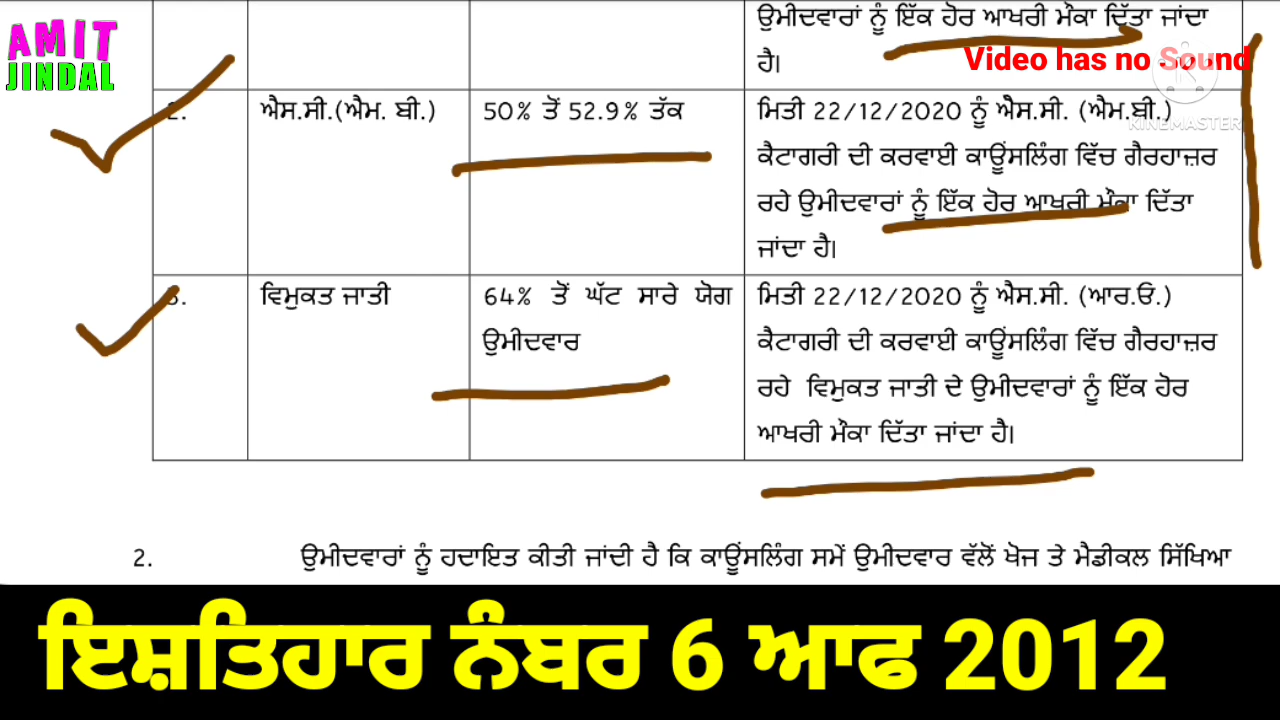 AMIT
JINDAL
ਉਮੀਦਵਾਰਾਂ ਨੂੰ ਇੱਕ ਹੋਰ ਆਖਰੀ ਮੌਕਾ ਦਿੱਤਾ ਜਾਂਦਾ
ਹੈ।
Video has no Sound
KINEMASTER
2. ਐਸ.ਸੀ.(ਐਮ. ਬੀ.) 50% ਤੋਂ 52.9% ਤੱਕ ਮਿਤੀ 22/12/2020 ਨੂੰ ਐਸ.ਸੀ. (ਐਮ.ਬੀ.)
ਕੈਟਾਗਰੀ ਦੀ ਕਰਵਾਈ ਕਾਊਂਸਲਿੰਗ ਵਿੱਚ ਗੈਰਹਾਜ਼ਰ
ਰਹੇ ਉਮੀਦਵਾਰਾਂ ਨੂੰ ਇੱਕ ਹੋਰ ਆਖਰੀ ਮੌਕਾ ਦਿੱਤਾ
ਜਾਂਦਾ ਹੈ।
3. ਵਿਮੁਕਤ ਜਾਤੀ 64% ਤੋਂ ਘੱਟ ਸਾਰੇ ਯੋਗ ਮਿਤੀ 22/12/2020 ਨੂੰ ਐਸ.ਸੀ. (ਆਰ.ਓ.)
ਉਮੀਦਵਾਰ ਕੈਟਾਗਰੀ ਦੀ ਕਰਵਾਈ ਕਾਊਂਸਲਿੰਗ ਵਿੱਚ ਗੈਰਹਾਜ਼ਰ
ਰਹੇ ਵਿਮੁਕਤ ਜਾਤੀ ਦੇ ਉਮੀਦਵਾਰਾਂ ਨੂੰ ਇੱਕ ਹੋਰ
ਆਖਰੀ ਮੌਕਾ ਦਿੱਤਾ ਜਾਂਦਾ ਹੈ।
2. ਉਮੀਦਵਾਰਾਂ ਨੂੰ ਹਦਾਇਤ ਕੀਤੀ ਜਾਂਦੀ ਹੈ ਕਿ ਕਾਊਂਸਲਿੰਗ ਸਮੇਂ ਉਮੀਦਵਾਰ ਵੱਲੋਂ ਖੋਜ ਤੇ ਮੈਡੀਕਲ ਸਿੱਖਿਆ
ਇਸ਼ਤਿਹਾਰ ਨੰਬਰ 6 ਆਫ 2012